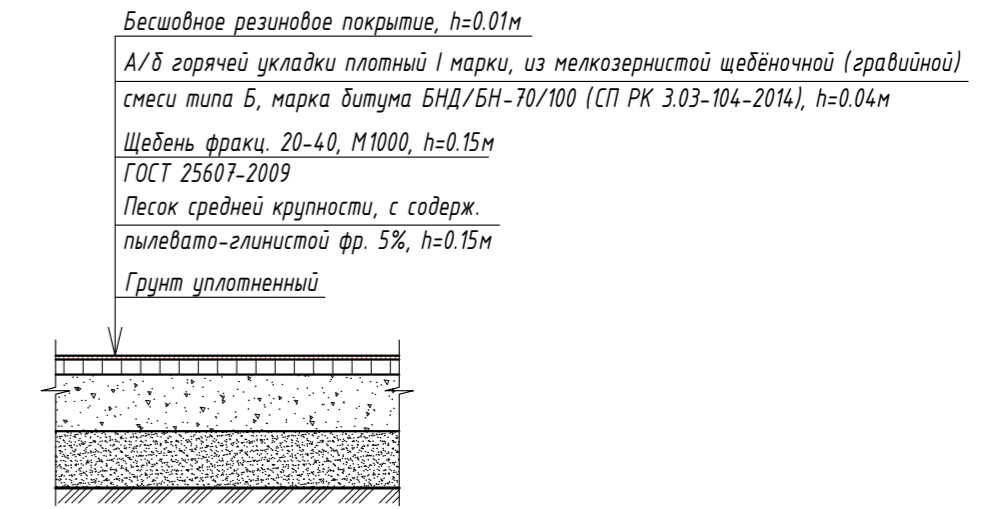 Бесшовное резиновое покрытие, h=0.01м
А/б горячей укладки плотный I марки, из мелкозернистой щебёночной (гравийной)
смеси типа Б, марка битума БНД/БН-70/100 (СП РК 3.03-104-2014), h=0.04м
Щебень фракц. 20-40, М1000, h=0.15м
ГОСТ 25607-2009
Песок средней крупности, с содерж.
пылевато-глинистой фр. 5%, h=0.15м
Грунт уплотненный